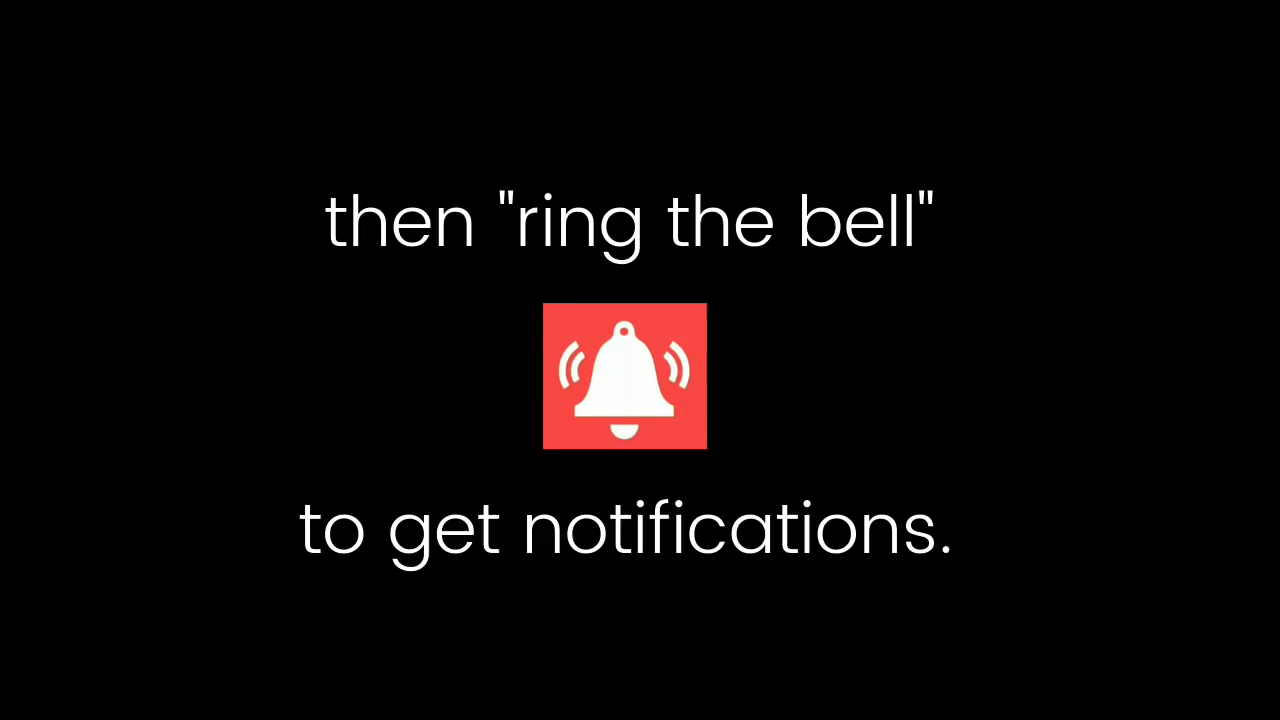 then "ring the bell"
to get notifications.